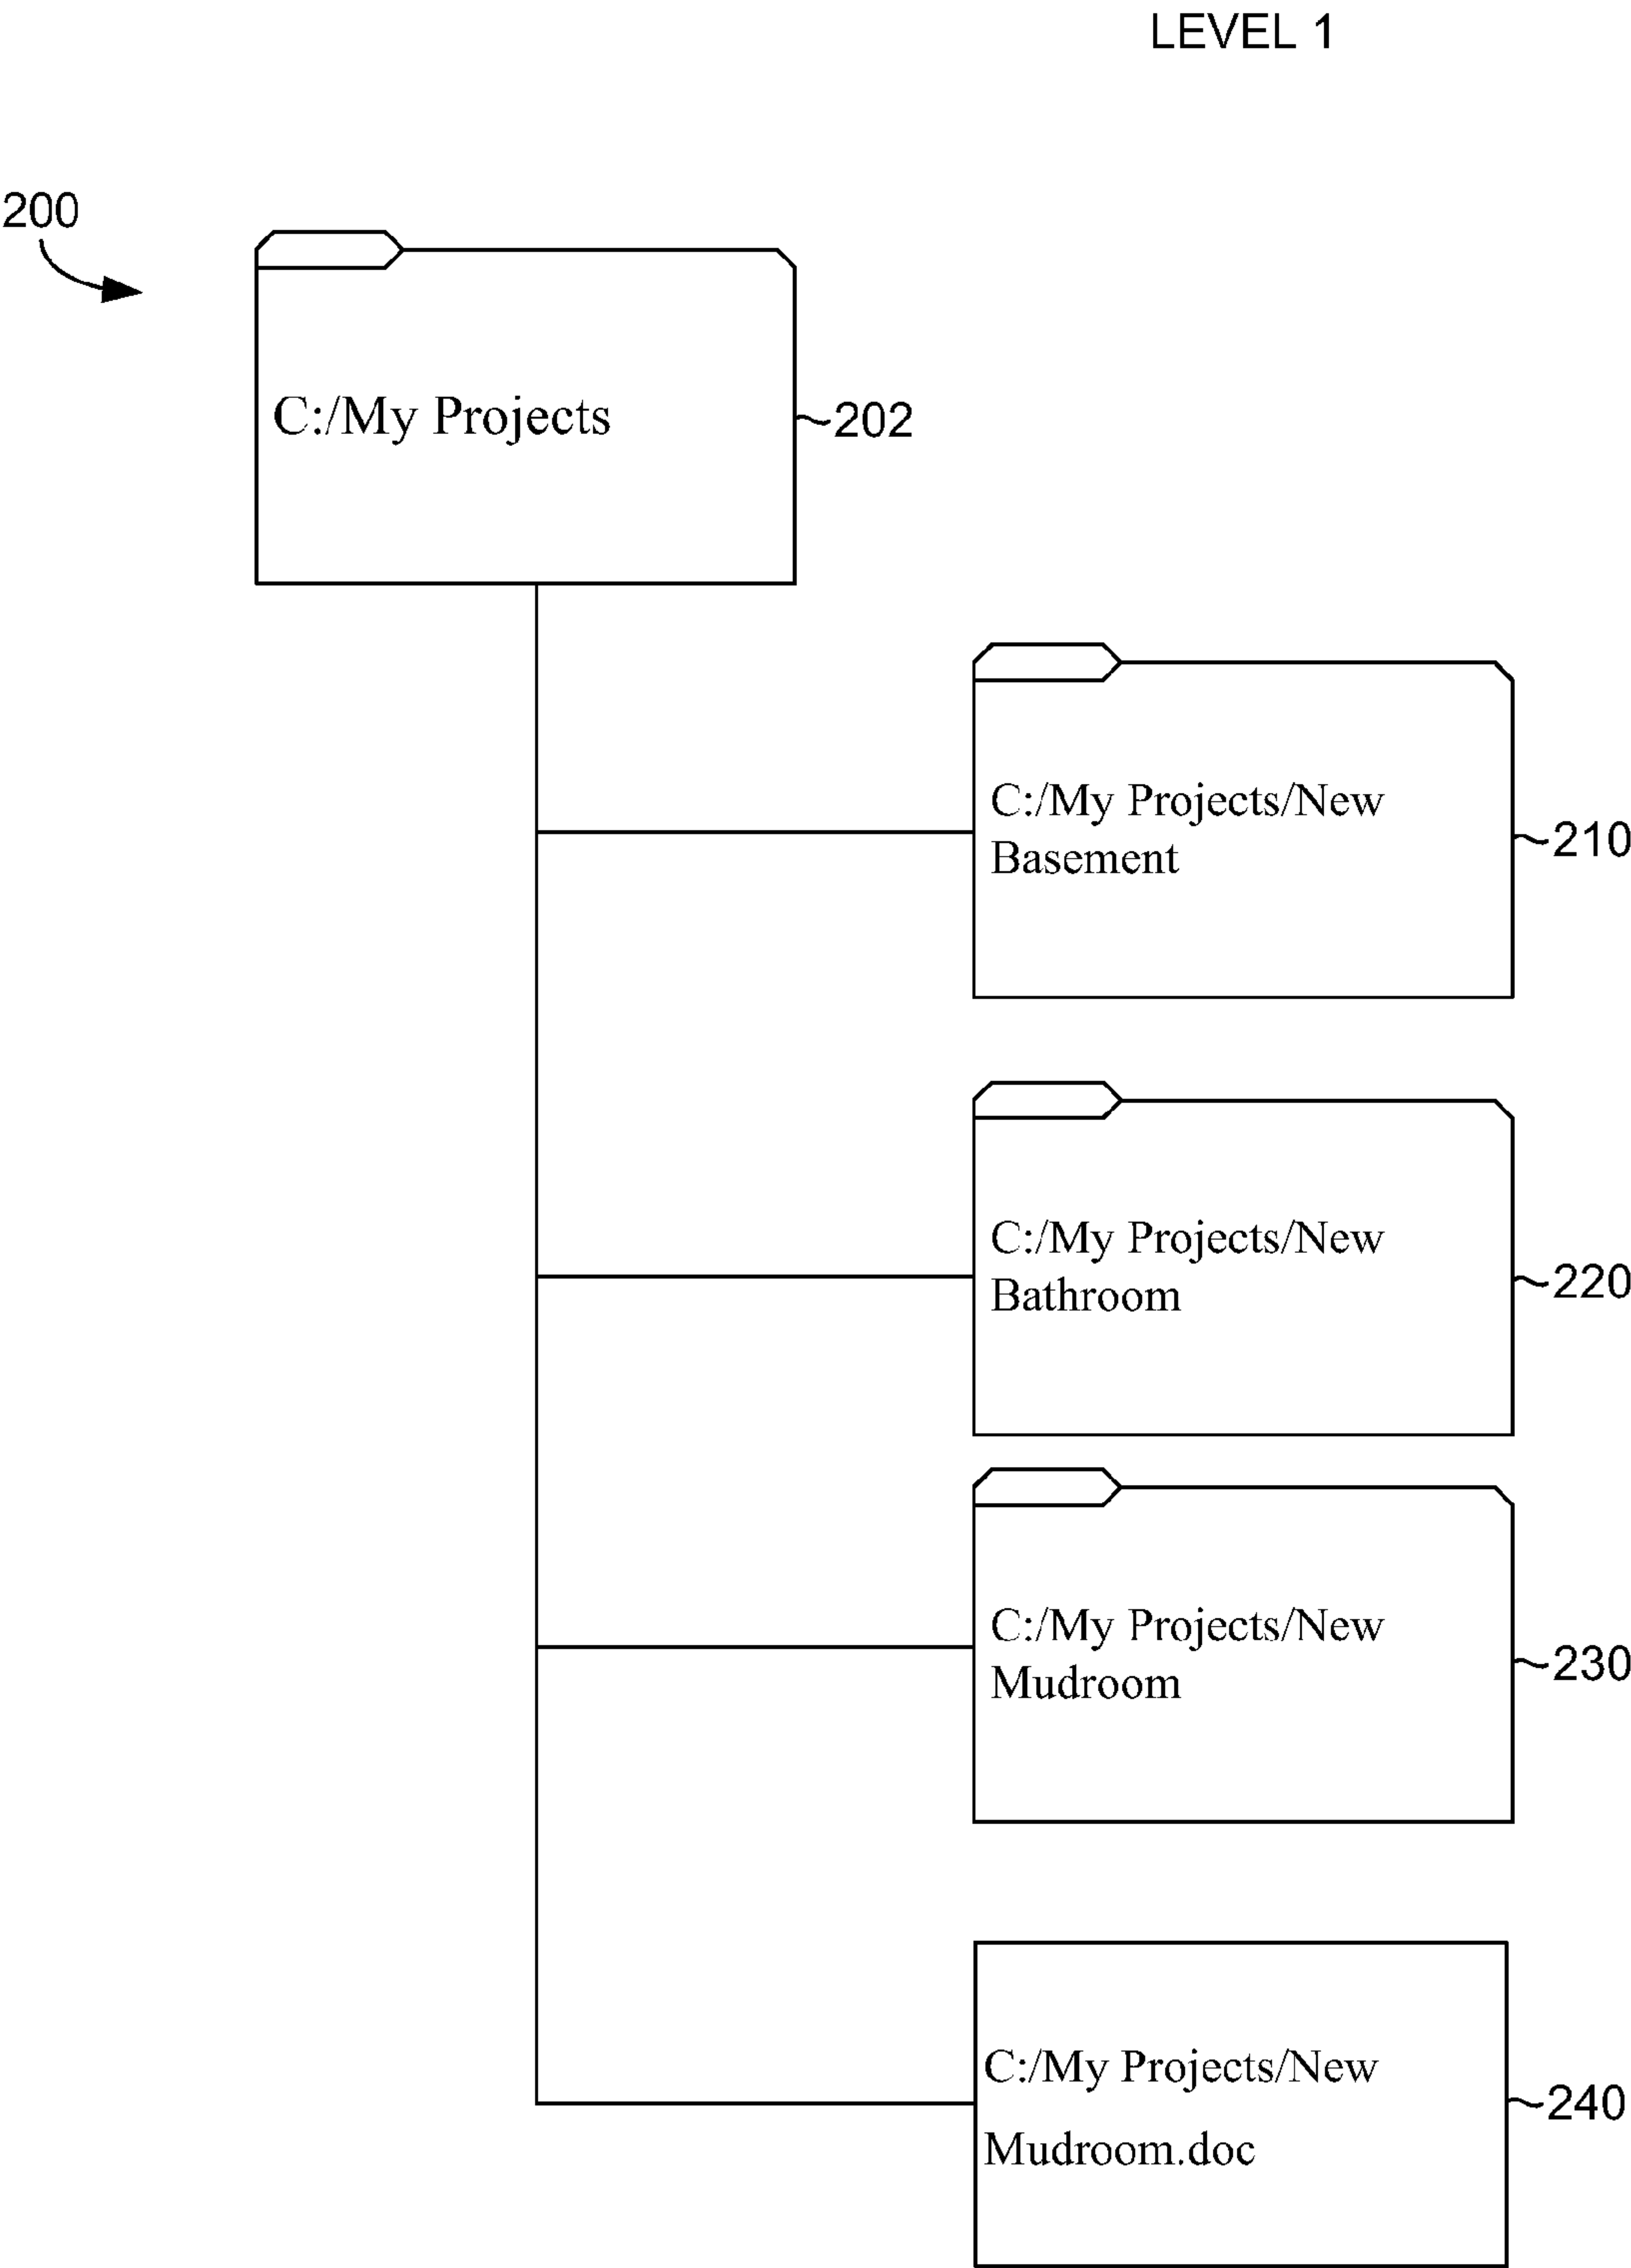 LEVEL 1
200
C:/My Projects
202
C:/My Projects/New
Basement
210
C:/My Projects/New
Bathroom
220
C:/My Projects/New
Mudroom
230
C:/My Projects/New
Mudroom.doc
240